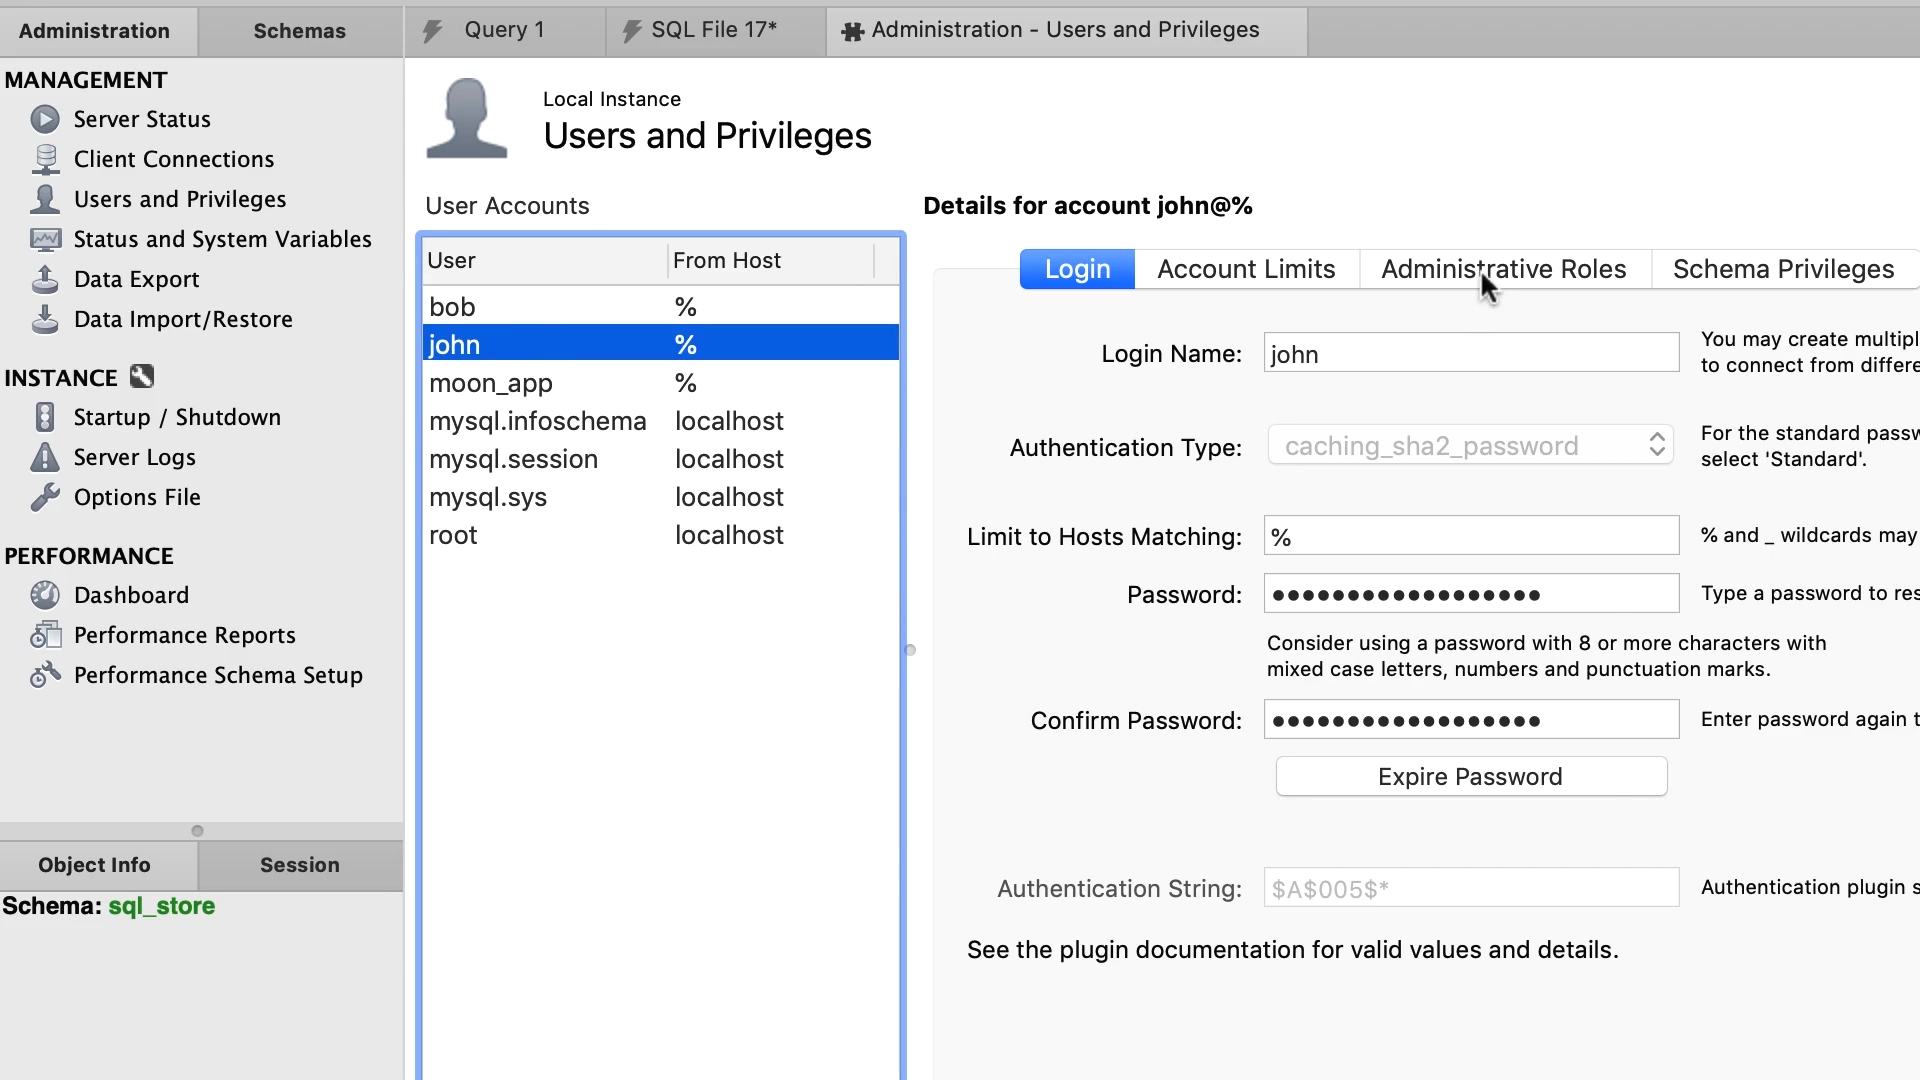 Administration
Schemas
Query 1
SQL File 17*
Administration - Users and Privileges
MANAGEMENT
Server Status
Client Connections
Users and Privileges
Status and System Variables
Data Export
Data Import/Restore
INSTANCE
Startup / Shutdown
Server Logs
Options File
PERFORMANCE
Dashboard
Performance Reports
Performance Schema Setup
Object Info
Session
Schema: sql_store
Local Instance
Users and Privileges
User Accounts
User From Host
bob %
john %
moon_app %
mysql.infoschema localhost
mysql.session localhost
mysql.sys localhost
root localhost
Details for account john@%
Login
Account Limits
Administrative Roles
Schema Privileges
Login Name: john
You may create multipl
to connect from differe
Authentication Type: caching_sha2_password
For the standard passw
select 'Standard'.
Limit to Hosts Matching: %
% and _ wildcards may
Password: ••••••••••••••••••
Type a password to res
Consider using a password with 8 or more characters with
mixed case letters, numbers and punctuation marks.
Confirm Password: ••••••••••••••••••
Enter password again t
Expire Password
Authentication String: $A$005$*
Authentication plugin s
See the plugin documentation for valid values and details.